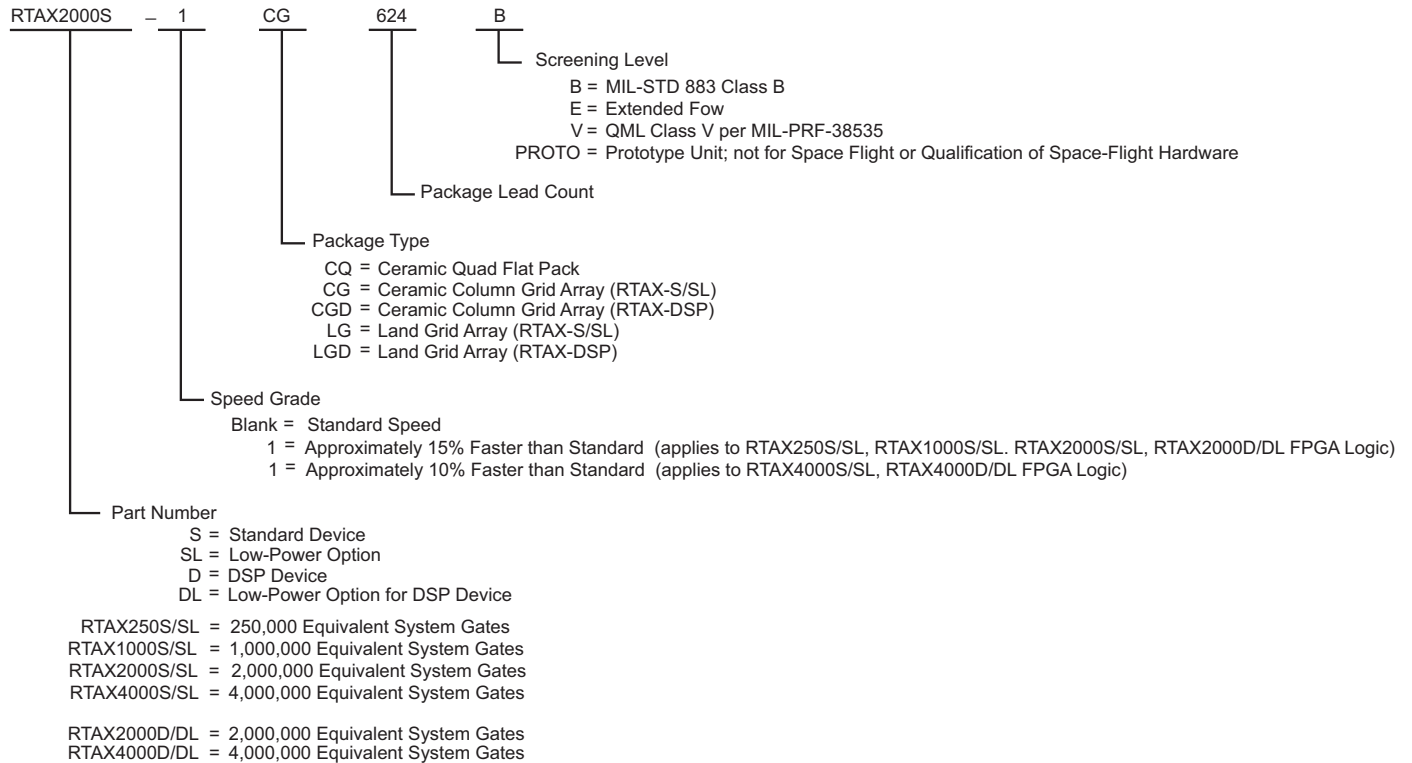 RTAX2000S – 1 CG 624 B
Screening Level
B = MIL-STD 883 Class B
E = Extended Fow
V = QML Class V per MIL-PRF-38535
PROTO = Prototype Unit; not for Space Flight or Qualification of Space-Flight Hardware
Package Lead Count
Package Type
CQ = Ceramic Quad Flat Pack
CG = Ceramic Column Grid Array (RTAX-S/SL)
CGD = Ceramic Column Grid Array (RTAX-DSP)
LG = Land Grid Array (RTAX-S/SL)
LGD = Land Grid Array (RTAX-DSP)
Speed Grade
Blank = Standard Speed
1 = Approximately 15% Faster than Standard (applies to RTAX250S/SL, RTAX1000S/SL. RTAX2000S/SL, RTAX2000D/DL FPGA Logic)
1 = Approximately 10% Faster than Standard (applies to RTAX4000S/SL, RTAX4000D/DL FPGA Logic)
Part Number
S = Standard Device
SL = Low-Power Option
D = DSP Device
DL = Low-Power Option for DSP Device
RTAX250S/SL = 250,000 Equivalent System Gates
RTAX1000S/SL = 1,000,000 Equivalent System Gates
RTAX2000S/SL = 2,000,000 Equivalent System Gates
RTAX4000S/SL = 4,000,000 Equivalent System Gates
RTAX2000D/DL = 2,000,000 Equivalent System Gates
RTAX4000D/DL = 4,000,000 Equivalent System Gates